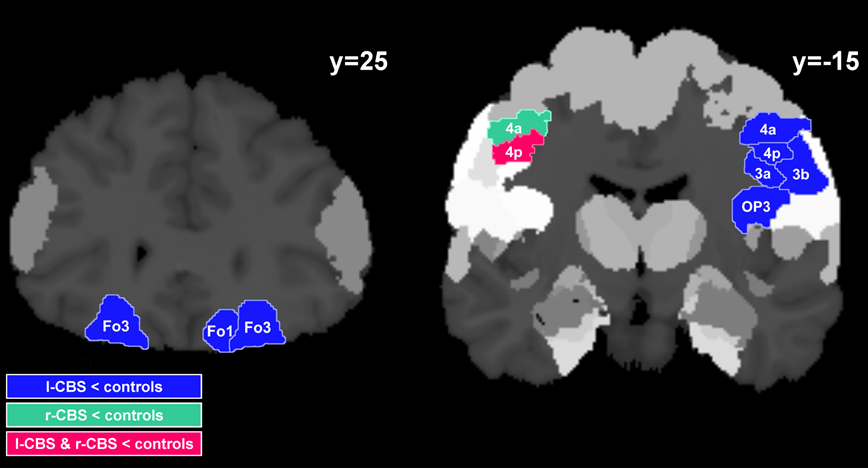 y=25
y=-15
4a
4p
4a
4p
3a
3b
OP3
Fo3
Fo1
Fo3
l-CBS < controls
r-CBS < controls
l-CBS & r-CBS < controls